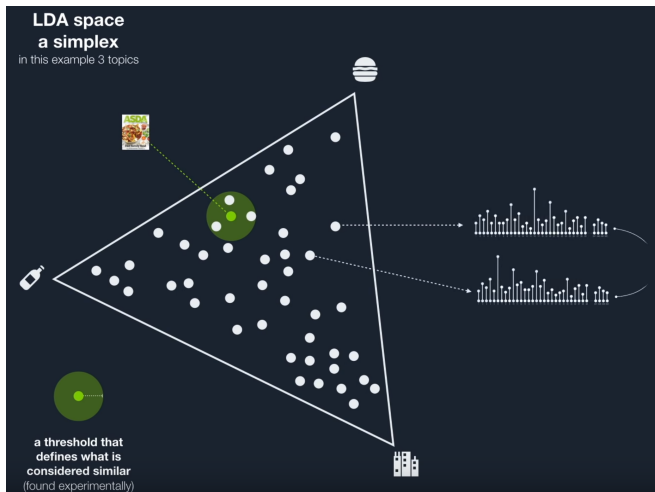 LDA space
a simplex
in this example 3 topics
ASDA
a threshold that
defines what is
considered similar
(found experimentally)